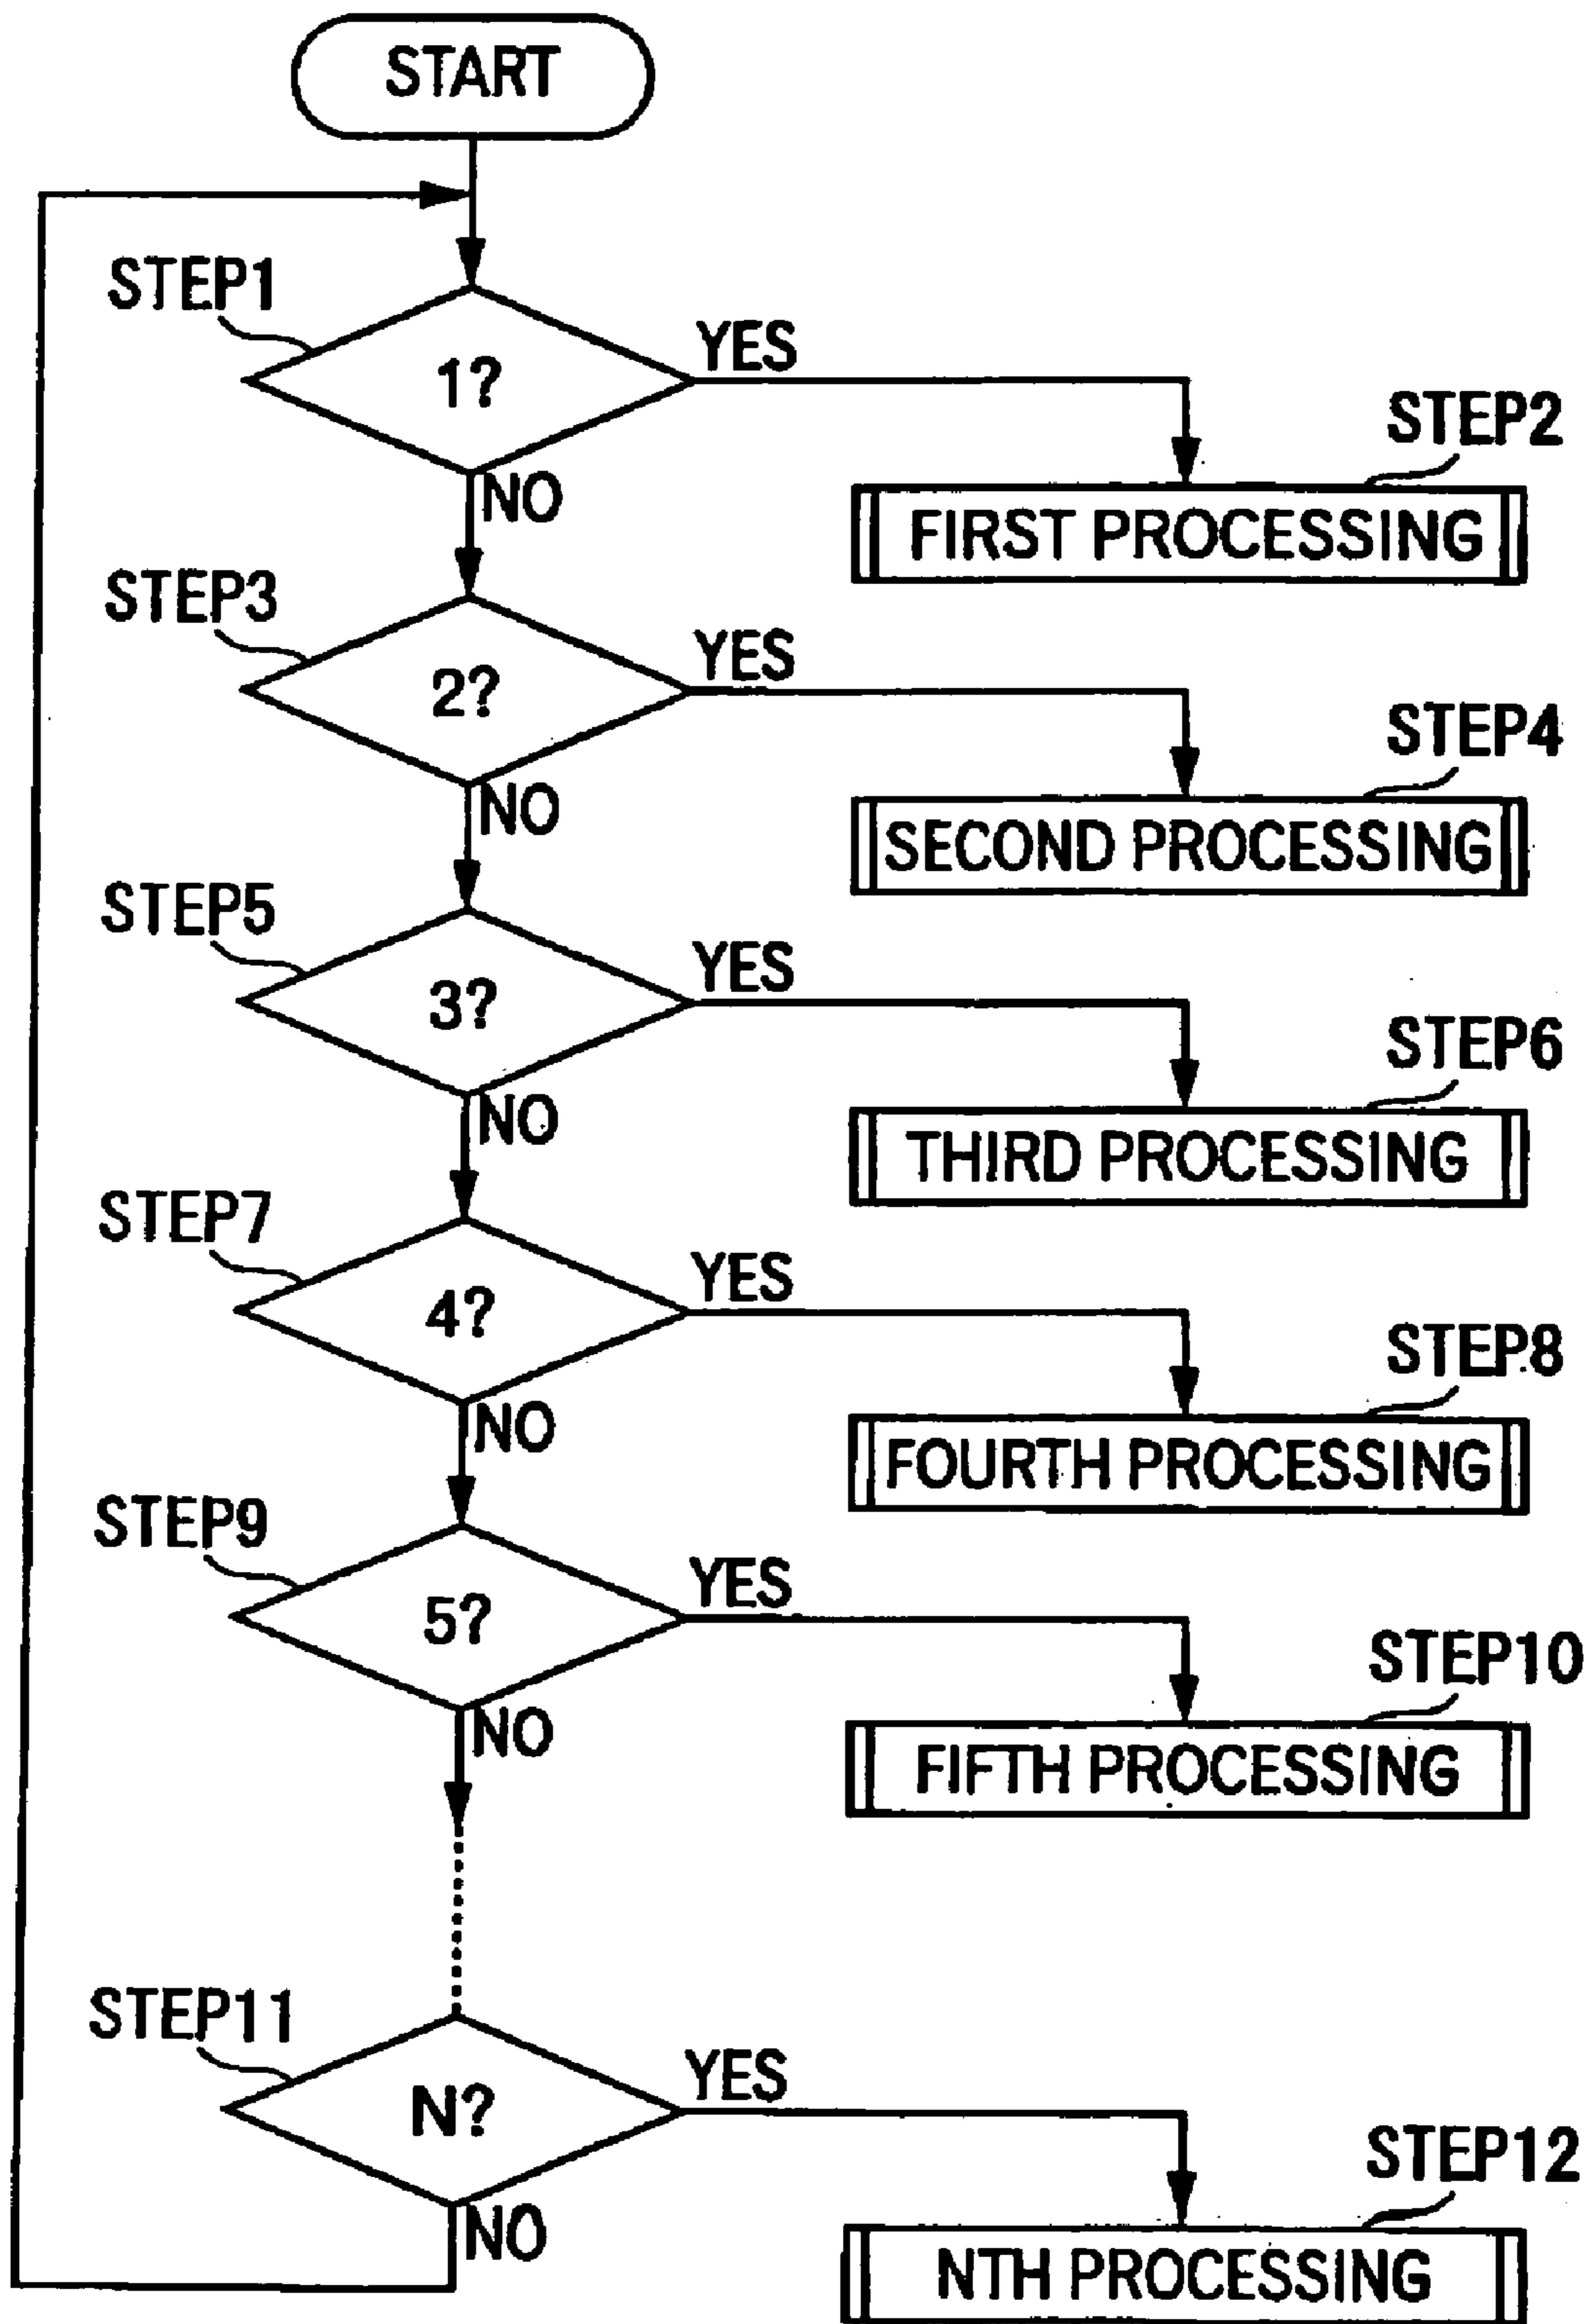 START
STEP1
1?
YES
NO
STEP2
FIRST PROCESSING
STEP3
2?
YES
NO
STEP4
SECOND PROCESSING
STEP5
3?
YES
NO
STEP6
THIRD PROCESSING
STEP7
4?
YES
NO
STEP8
FOURTH PROCESSING
STEP9
5?
YES
NO
STEP10
FIFTH PROCESSING
STEP11
N?
YES
NO
STEP12
NTH PROCESSING